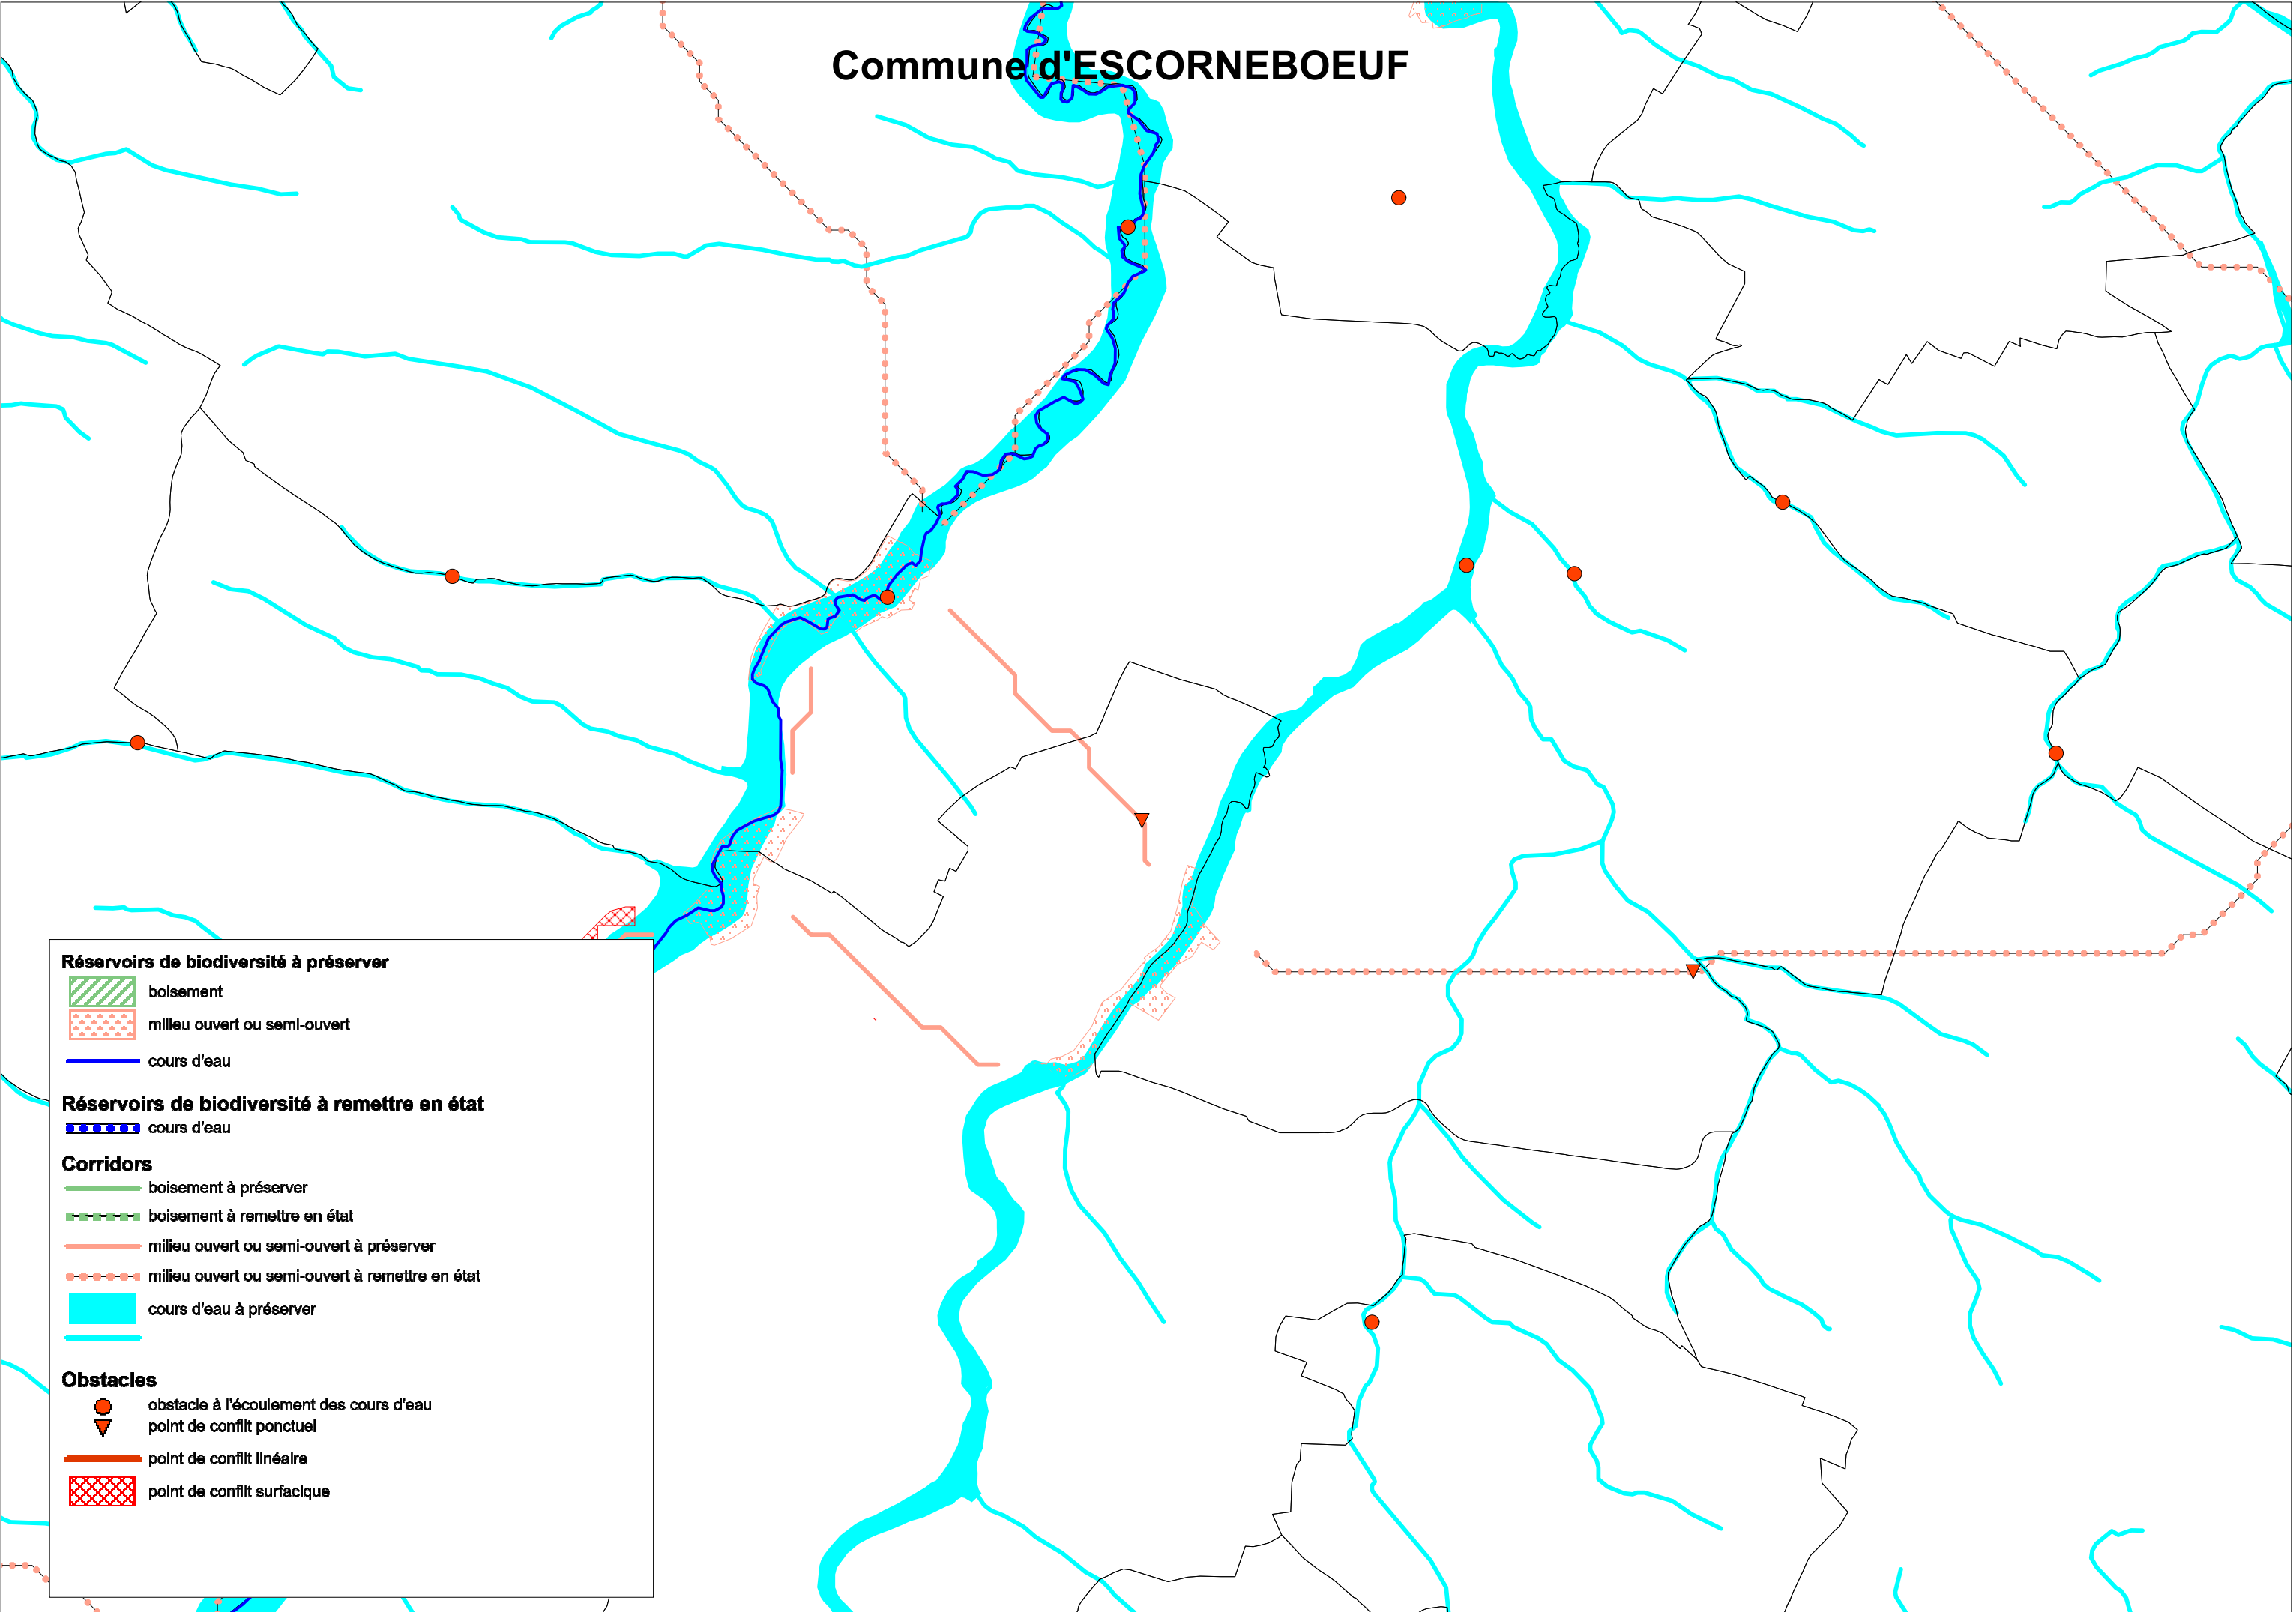 Commune d'ESCORNEBOEUF
Réservoirs de biodiversité à préserver
boisement
milieu ouvert ou semi-ouvert
cours d'eau
Réservoirs de biodiversité à remettre en état
cours d'eau
Corridors
boisement à préserver
boisement à remettre en état
milieu ouvert ou semi-ouvert à préserver
milieu ouvert ou semi-ouvert à remettre en état
cours d'eau à préserver
Obstacles
obstacle à l'écoulement des cours d'eau
point de conflit ponctuel
point de conflit linéaire
point de conflit surfacique